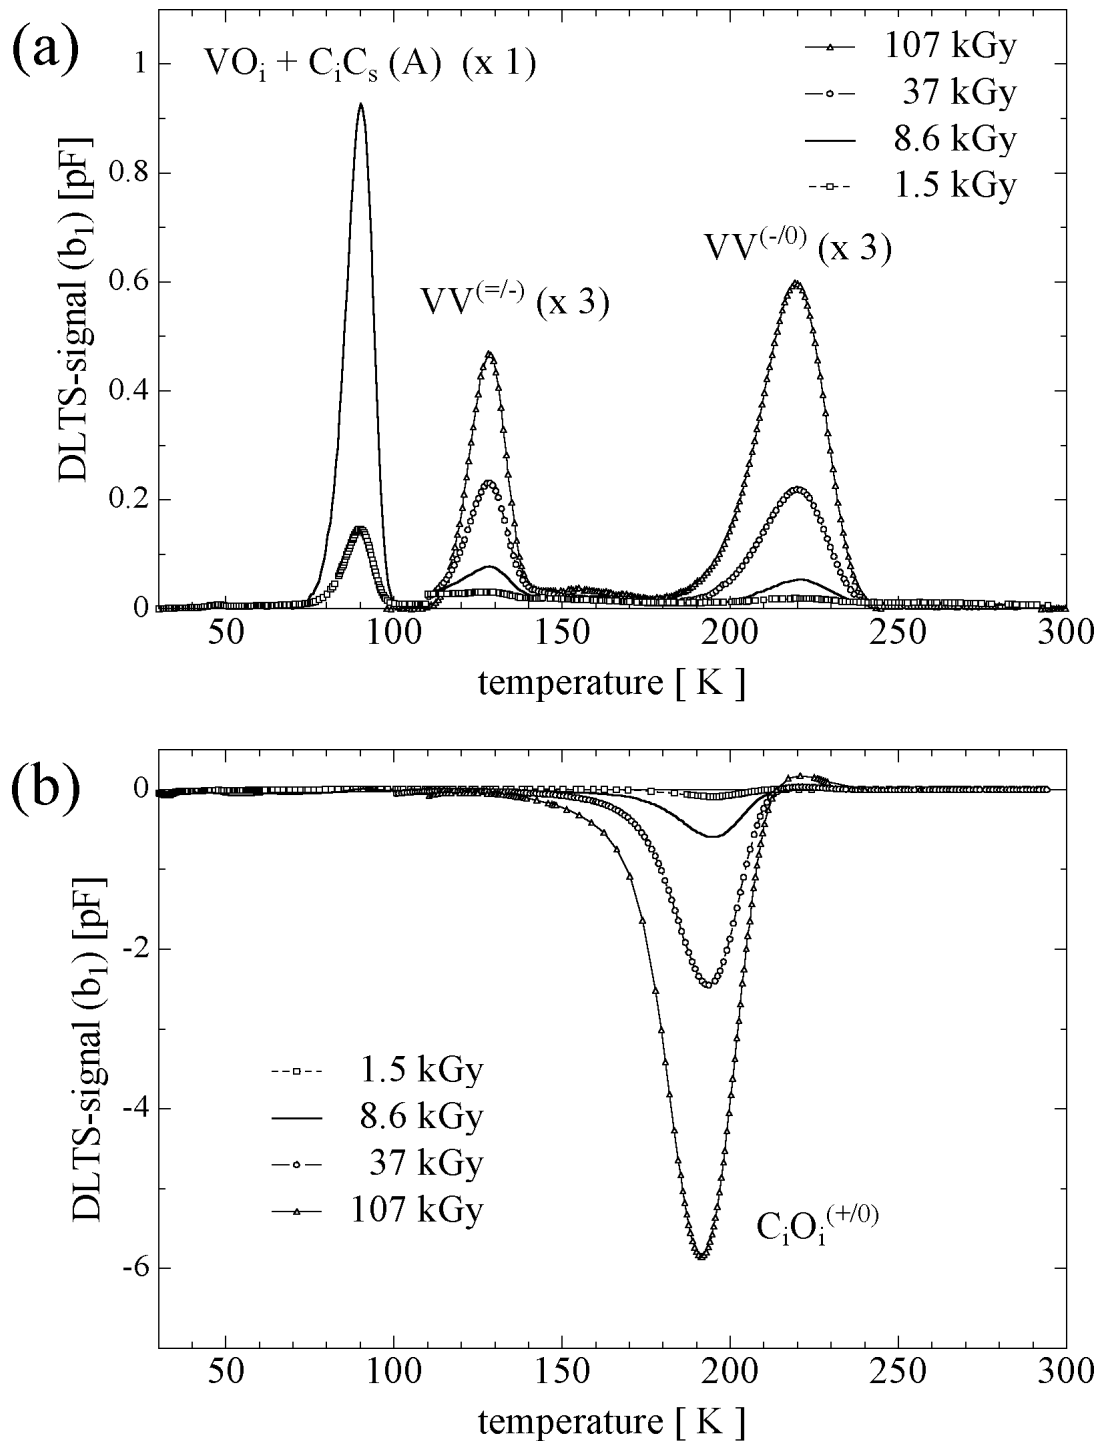 (a)
VOi + CiCs (A) (x 1)
107 kGy
37 kGy
8.6 kGy
1.5 kGy
VV(=/-) (x 3)
VV(-/0) (x 3)
DLTS-signal (b1) [pF]
1
0.8
0.6
0.4
0.2
0
50 100 150 200 250 300
temperature [ K ]
(b)
DLTS-signal (b1) [pF]
0
-2
-4
-6
1.5 kGy
8.6 kGy
37 kGy
107 kGy
CiOi(+/0)
50 100 150 200 250 300
temperature [ K ]